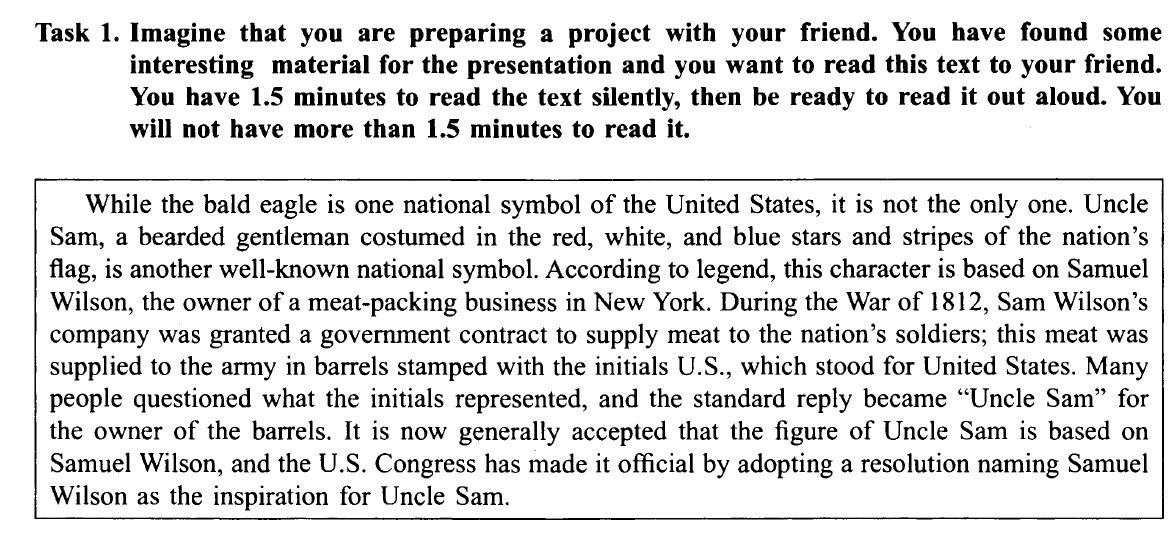 Task 1. Imagine that you are preparing a project with your friend. You have found some
interesting material for the presentation and you want to read this text to your friend.
You have 1.5 minutes to read the text silently, then be ready to read it out aloud. You
will not have more than 1.5 minutes to read it.
While the bald eagle is one national symbol of the United States, it is not the only one. Uncle
Sam, a bearded gentleman costumed in the red, white, and blue stars and stripes of the nation's
flag, is another well-known national symbol. According to legend, this character is based on Samuel
Wilson, the owner of a meat-packing business in New York. During the War of 1812, Sam Wilson's
company was granted a government contract to supply meat to the nation's soldiers; this meat was
supplied to the army in barrels stamped with the initials U.S., which stood for United States. Many
people questioned what the initials represented, and the standard reply became “Uncle Sam” for
the owner of the barrels. It is now generally accepted that the figure of Uncle Sam is based on
Samuel Wilson, and the U.S. Congress has made it official by adopting a resolution naming Samuel
Wilson as the inspiration for Uncle Sam.